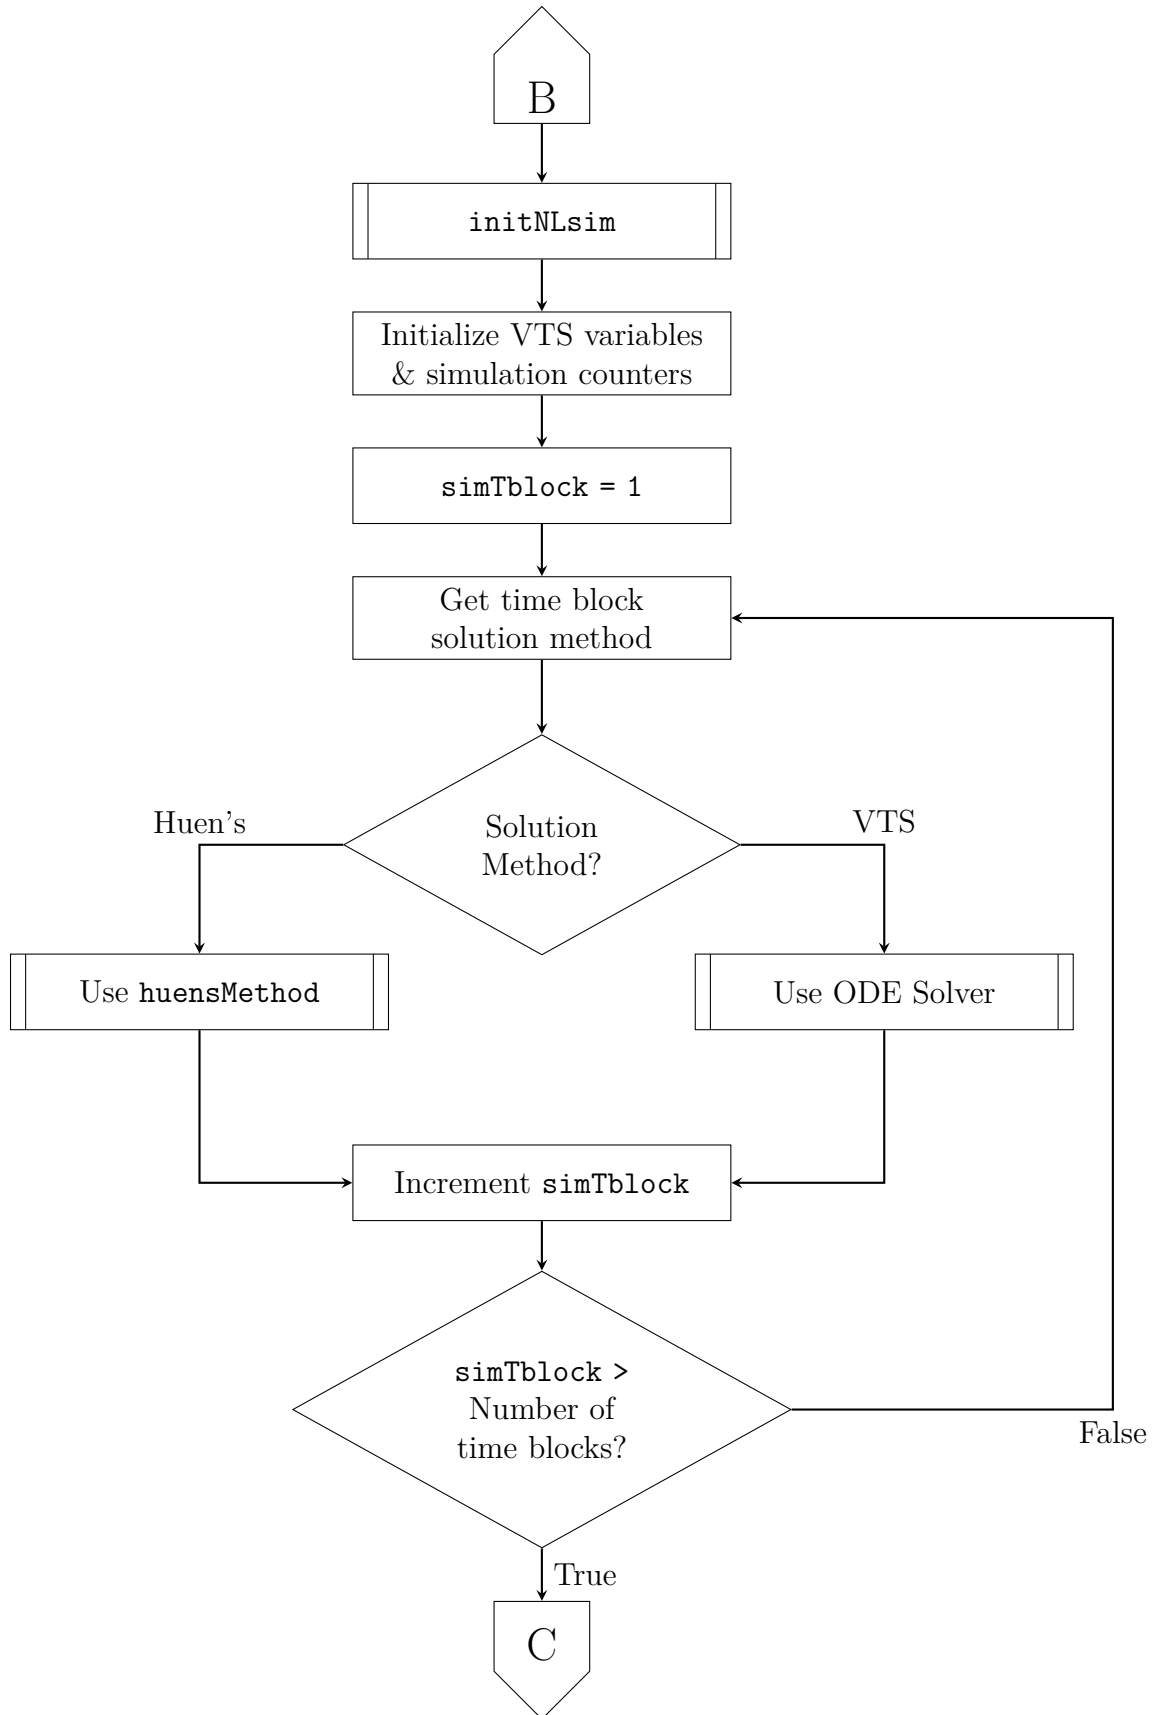 B
initNLsim
Initialize VTS variables
& simulation counters
simTblock = 1
Get time block
solution method
Solution
Method?
Huen's
VTS
Use huensMethod
Use ODE Solver
Increment simTblock
simTblock >
Number of
time blocks?
False
True
C